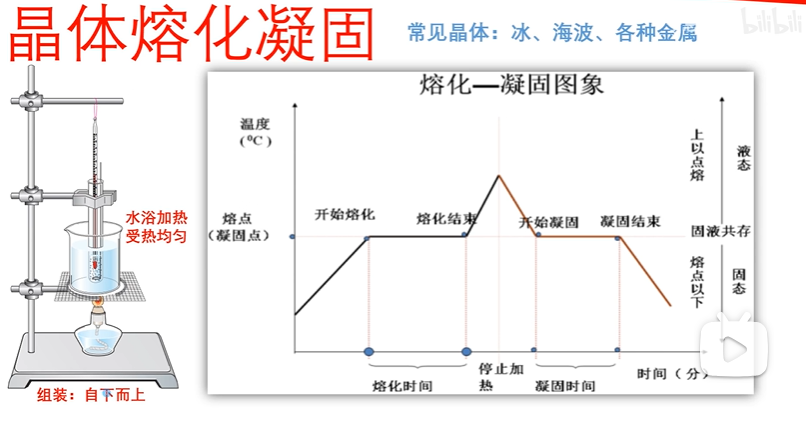 晶体熔化凝固
常见晶体：冰、海波、各种金属
bilibili
熔化—凝固图象
温度
(⁰C)
上以点熔
液态
开始熔化
熔化结束
开始凝固
凝固结束
熔点
（凝固点）
固液共存
水浴加热
受热均匀
熔点以下
固态
停止加热
时间（分）
熔化时间
凝固时间
组装：自下而上